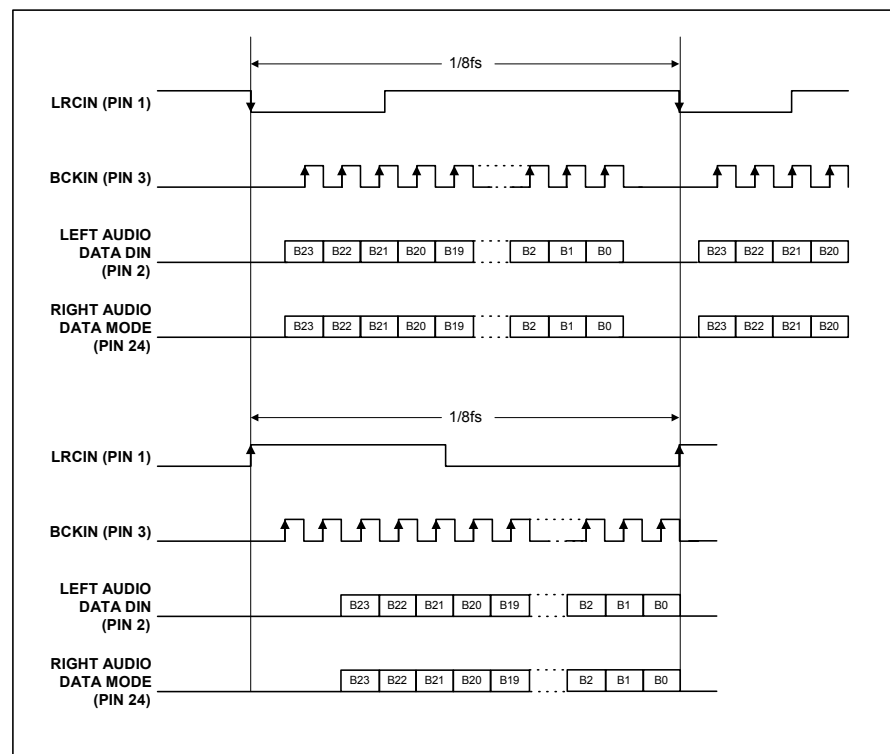 1/8fs
LRCIN (PIN 1)
BCKIN (PIN 3)
LEFT AUDIO
DATA DIN
(PIN 2)
B23 B22 B21 B20 B19 B2 B1 B0 B23 B22 B21 B20
RIGHT AUDIO
DATA MODE
(PIN 24)
B23 B22 B21 B20 B19 B2 B1 B0 B23 B22 B21 B20
1/8fs
LRCIN (PIN 1)
BCKIN (PIN 3)
LEFT AUDIO
DATA DIN
(PIN 2)
B23 B22 B21 B20 B19 B2 B1 B0
RIGHT AUDIO
DATA MODE
(PIN 24)
B23 B22 B21 B20 B19 B2 B1 B0